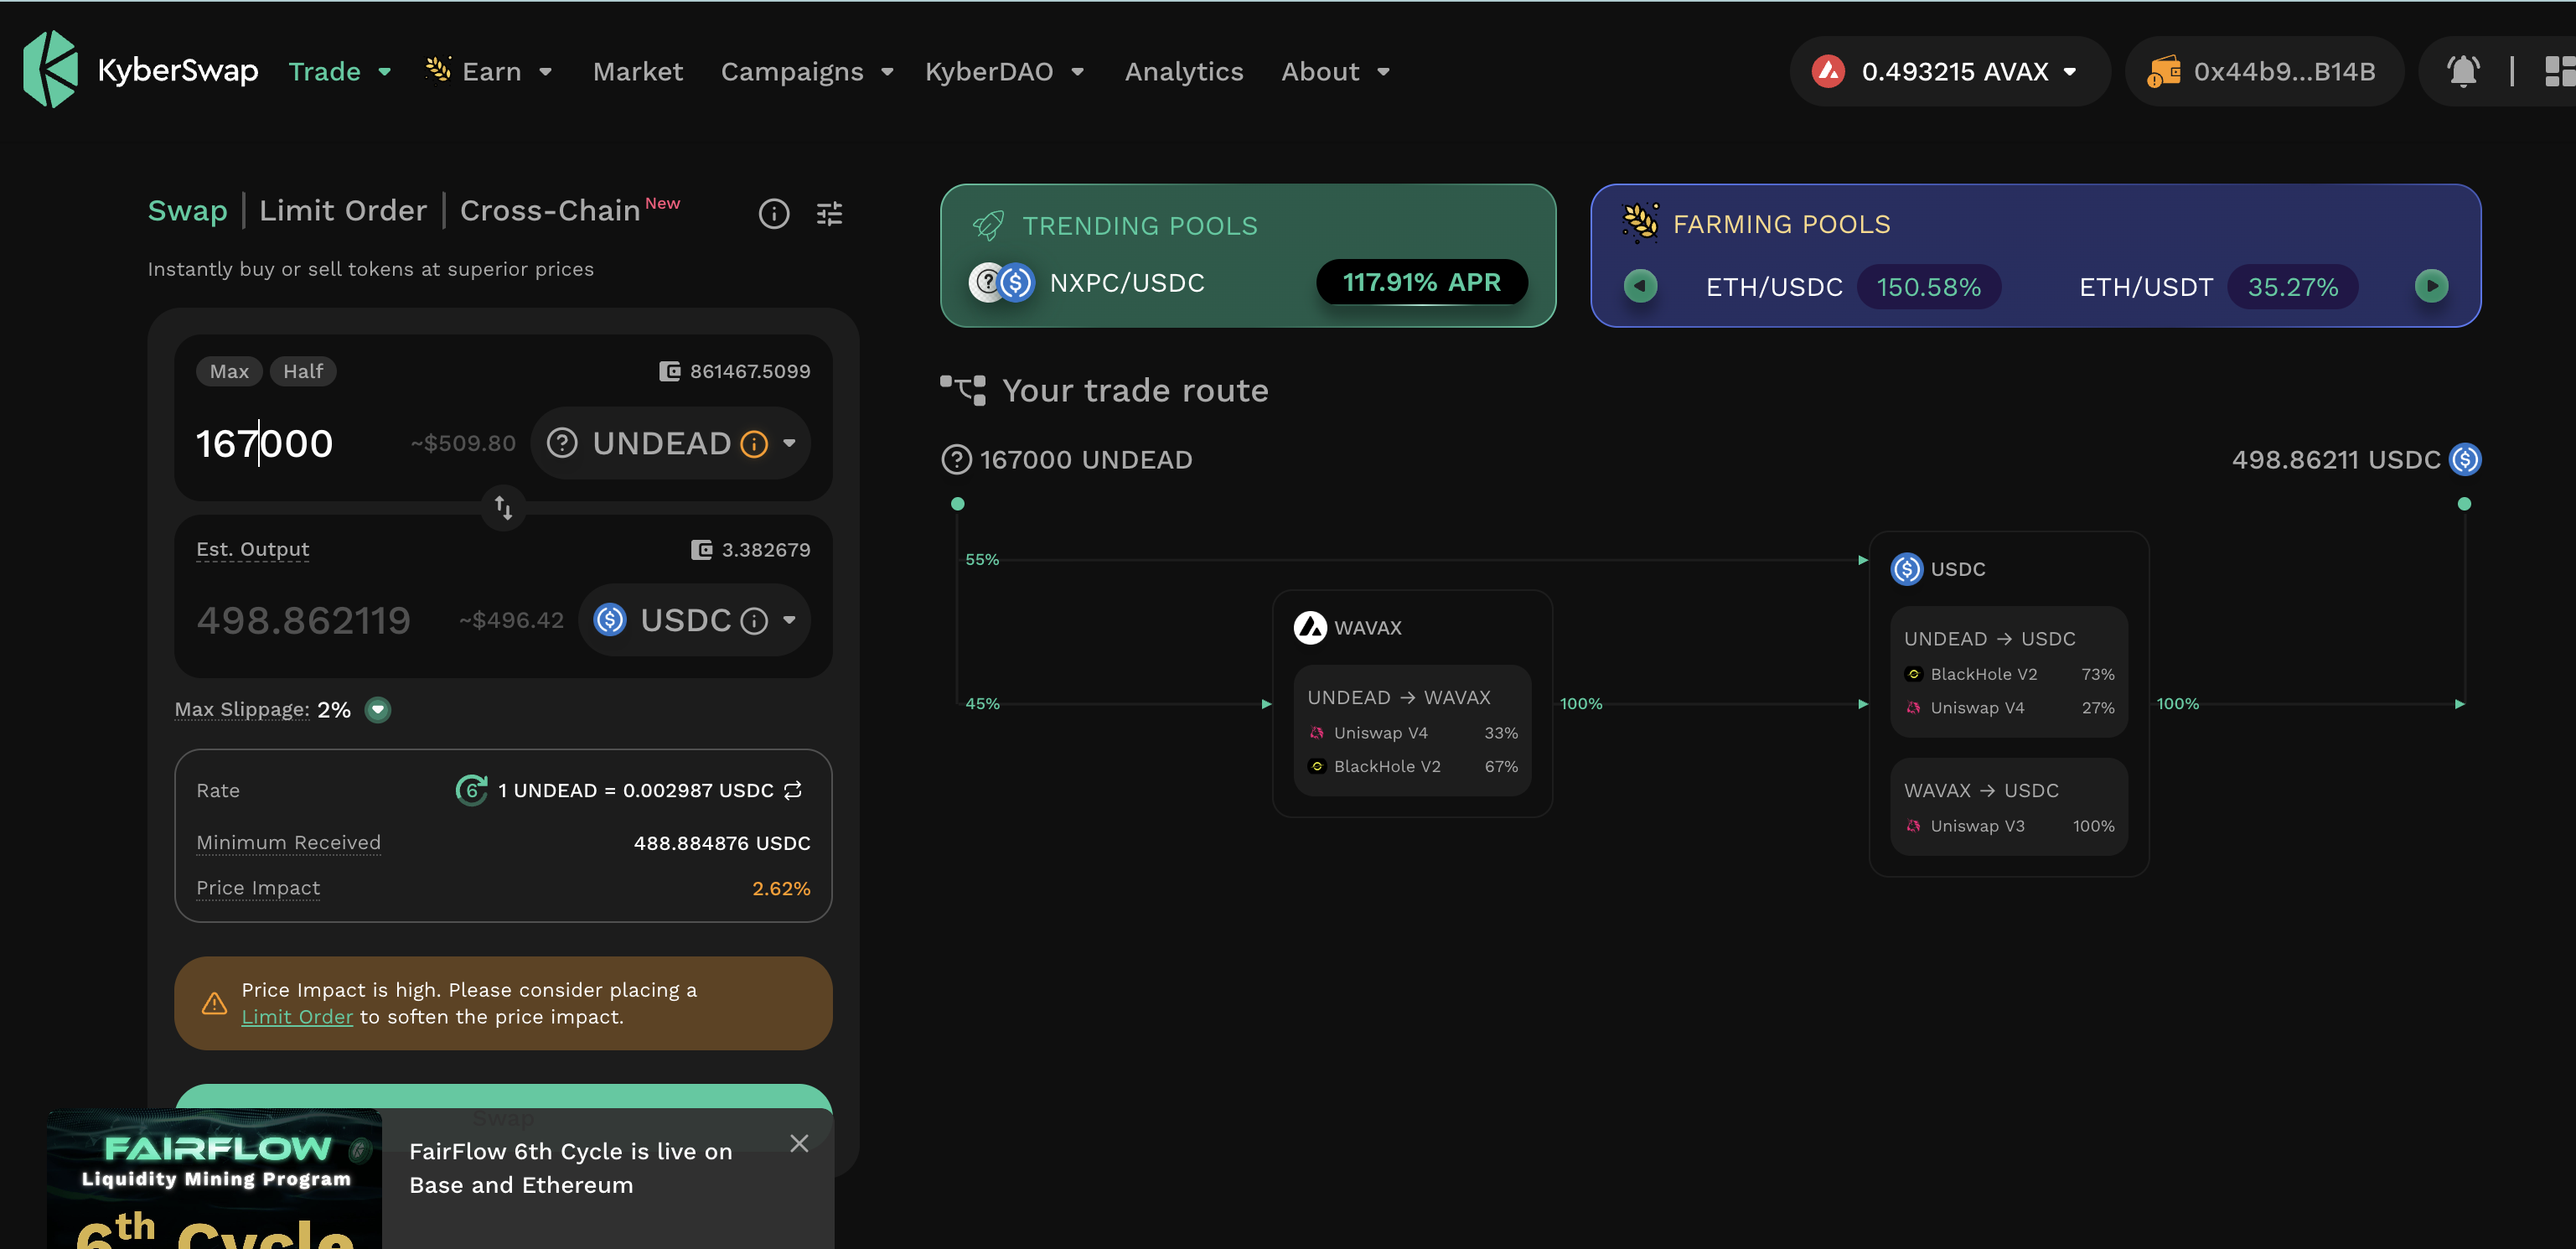 KyberSwap Trade Earn Market Campaigns KyberDAO Analytics About 0.493215 AVAX 0x44b9...B14B
Swap | Limit Order | Cross-Chain New
Instantly buy or sell tokens at superior prices
Max Half 861467.5099
167000 ~$509.80 UNDEAD
Est. Output 3.382679
498.862119 ~$496.42 USDC
Max Slippage: 2%
Rate 6 1 UNDEAD = 0.002987 USDC
Minimum Received 488.884876 USDC
Price Impact 2.62%
Price Impact is high. Please consider placing a
Limit Order to soften the price impact.
Swap
FAIRFLOW
Liquidity Mining Program
6th Cycle
FairFlow 6th Cycle is live on
Base and Ethereum
TRENDING POOLS
NXPC/USDC 117.91% APR
FARMING POOLS
ETH/USDC 150.58% ETH/USDT 35.27%
Your trade route
167000 UNDEAD 498.86211 USDC
55%
45%
WAVAX
UNDEAD → WAVAX
Uniswap V4 33%
BlackHole V2 67%
100%
USDC
UNDEAD → USDC
BlackHole V2 73%
Uniswap V4 27%
WAVAX → USDC
Uniswap V3 100%
100%